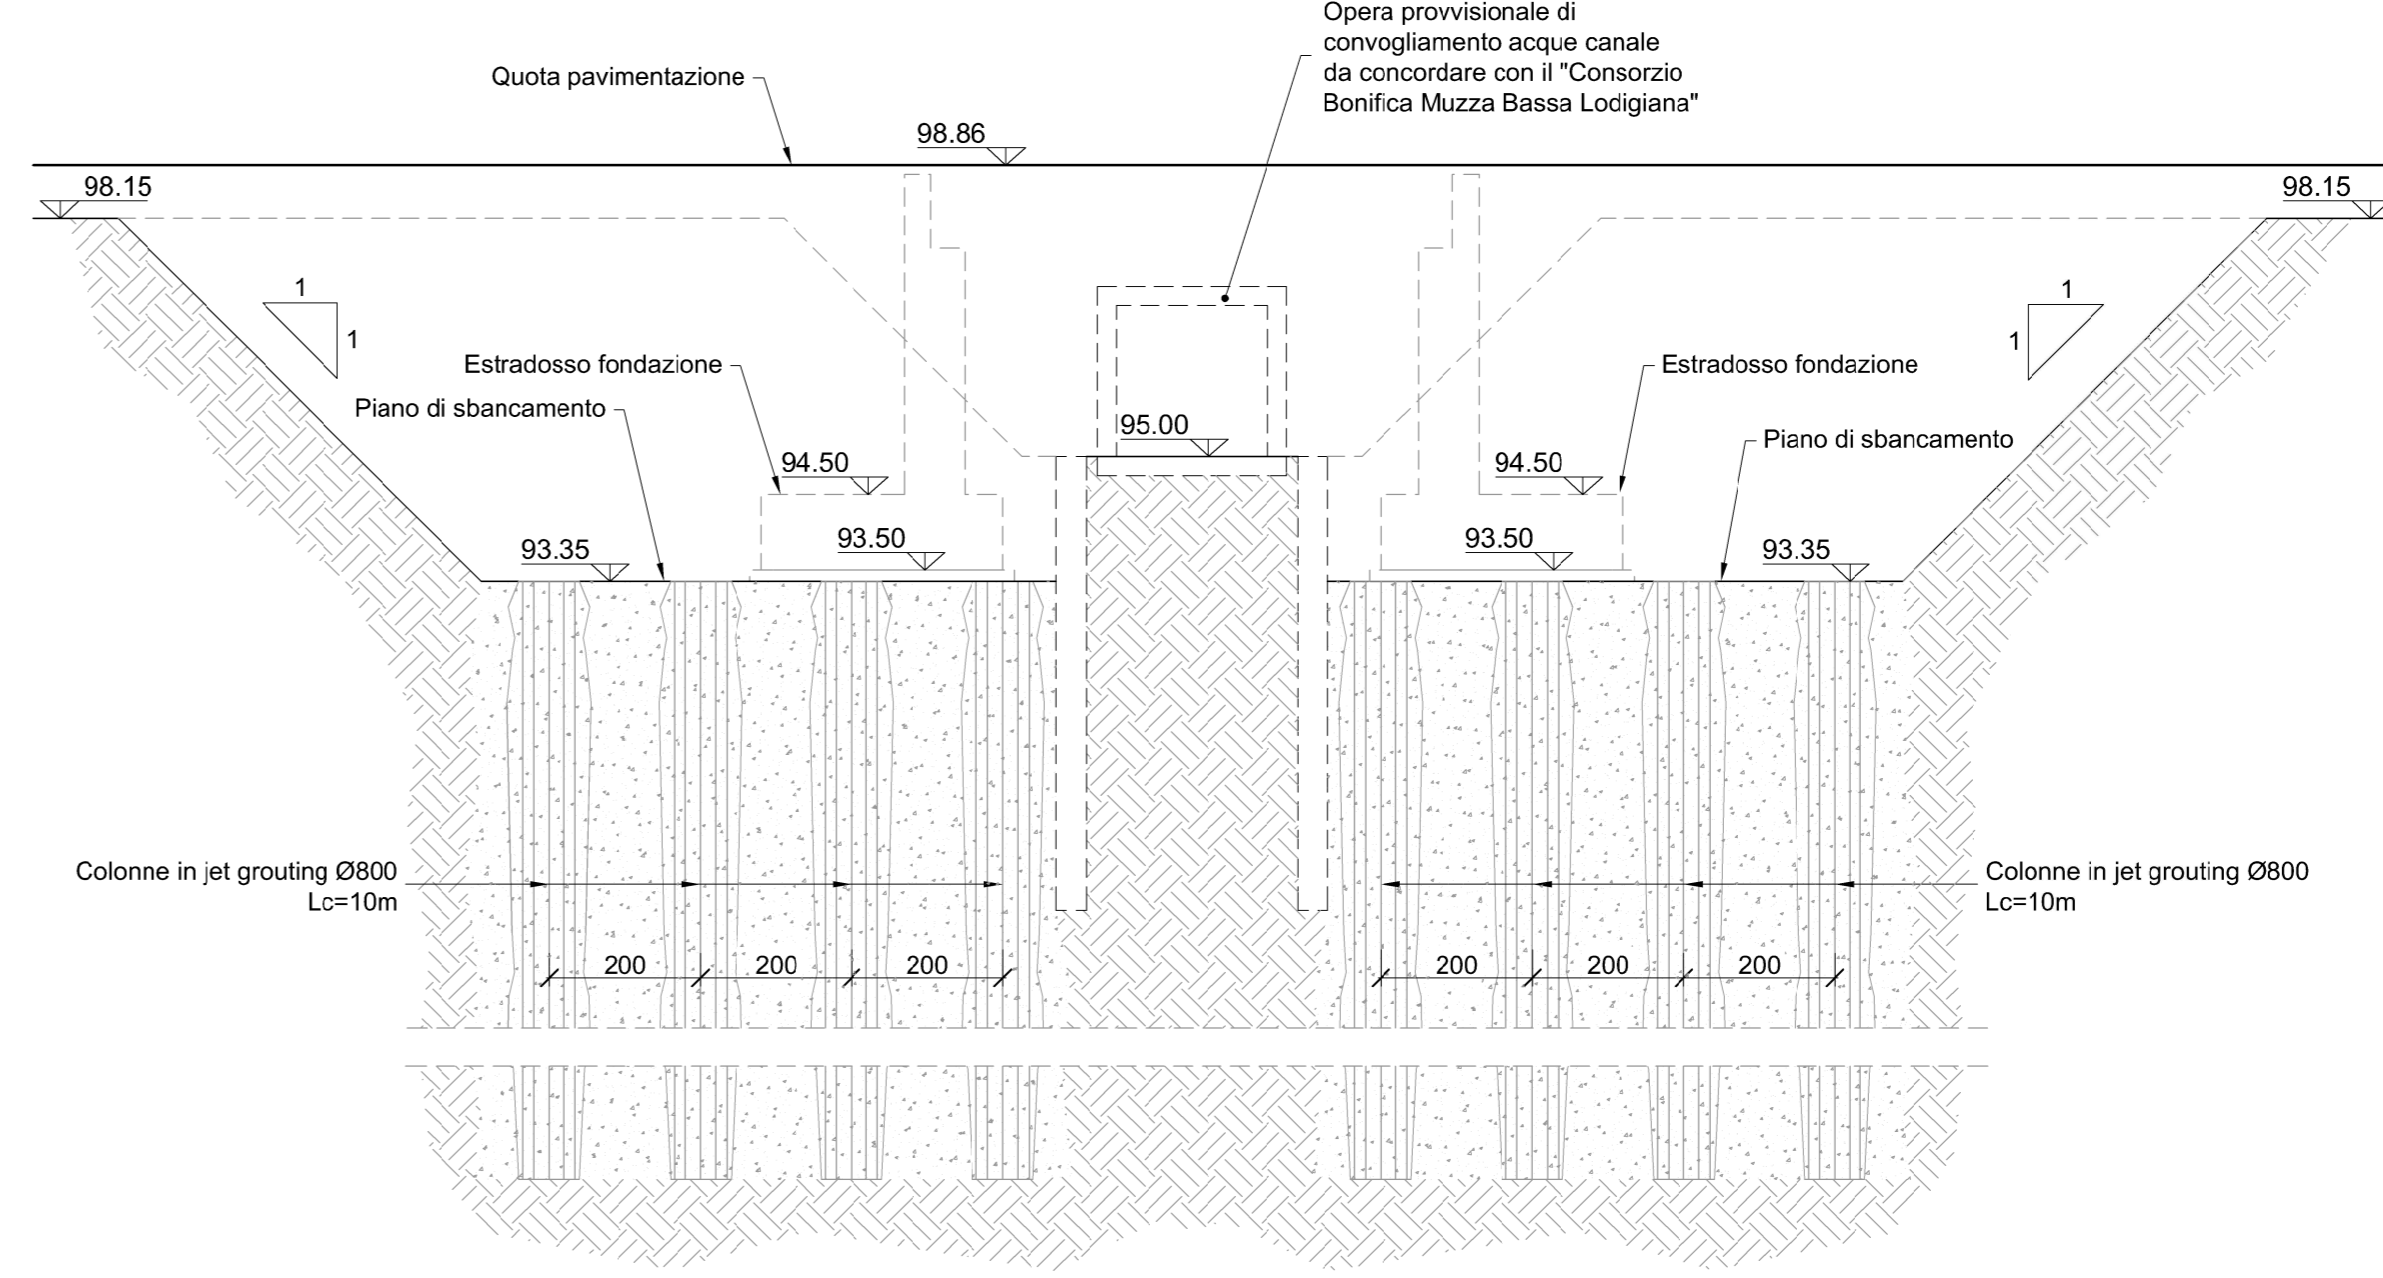 Opera provvisionale di
convogliamento acque canale
da concordare con il "Consorzio
Bonifica Muzza Bassa Lodigiana"
Quota pavimentazione
98.86
98.15
98.15
1
1
1
1
Estradosso fondazione
Estradosso fondazione
Piano di sbancamento
Piano di sbancamento
95.00
94.50
94.50
93.50
93.50
93.35
93.35
Colonne in jet grouting Ø800
Lc=10m
Colonne in jet grouting Ø800
Lc=10m
200
200
200
200
200
200